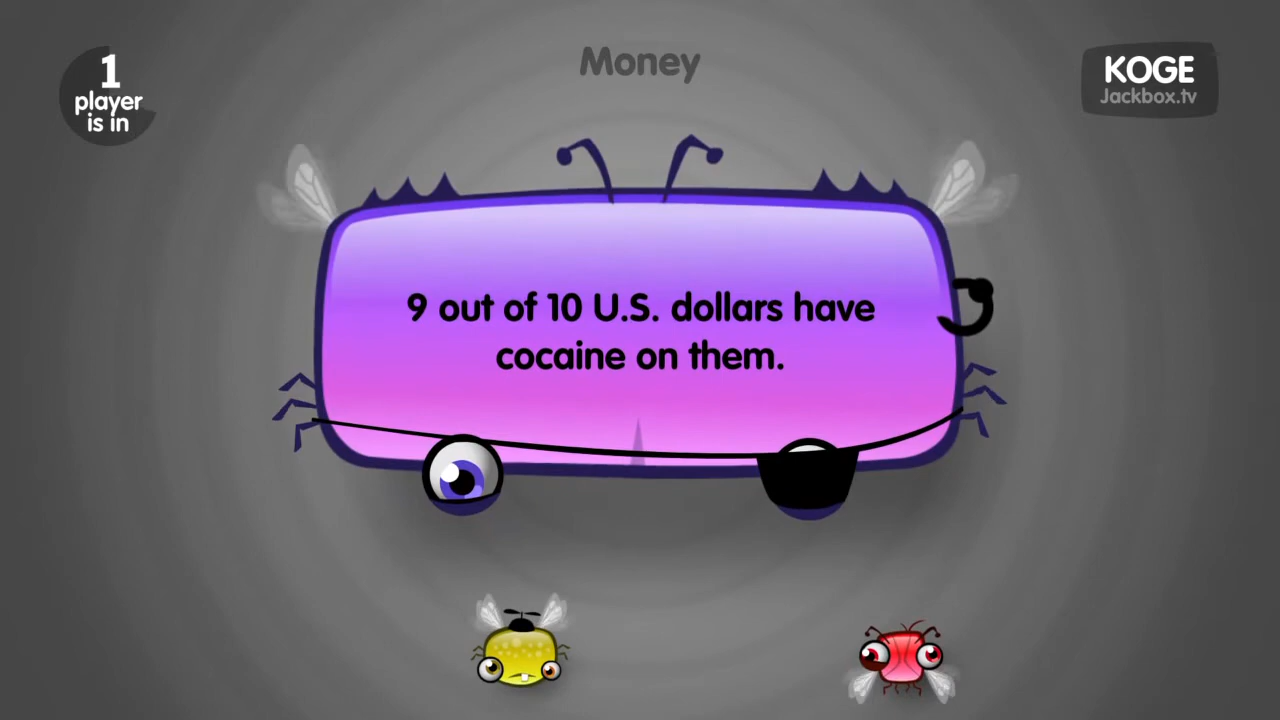 Money
1
player
is in
KOGE
Jackbox.tv
9 out of 10 U.S. dollars have
cocaine on them.